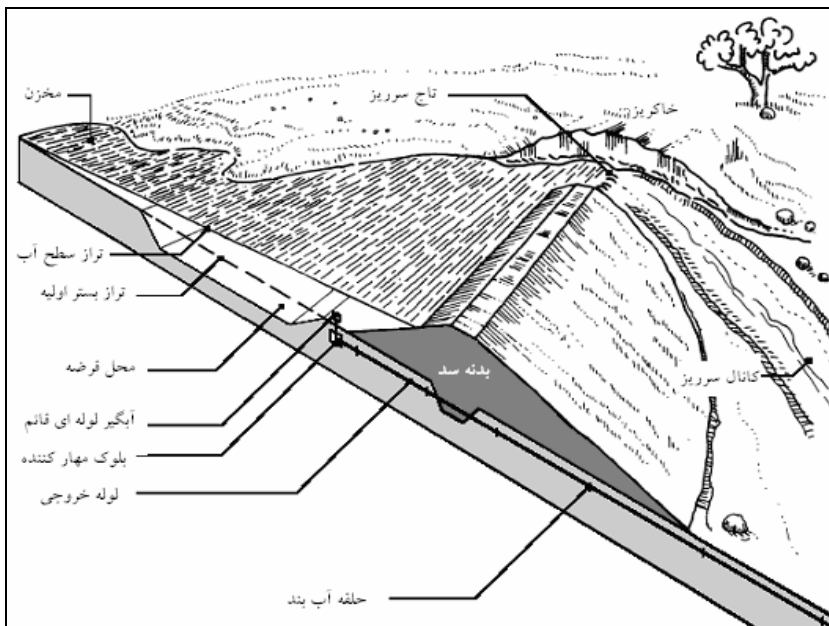 مخزن
تاج سرریز
خاکریز
تراز سطح آب
تراز بستر اولیه
محل قرضه
بدنه سد
کانال سرریز
آبگیر لوله ای قائم
بلوک مهار کننده
لوله خروجی
حلقه آب بند